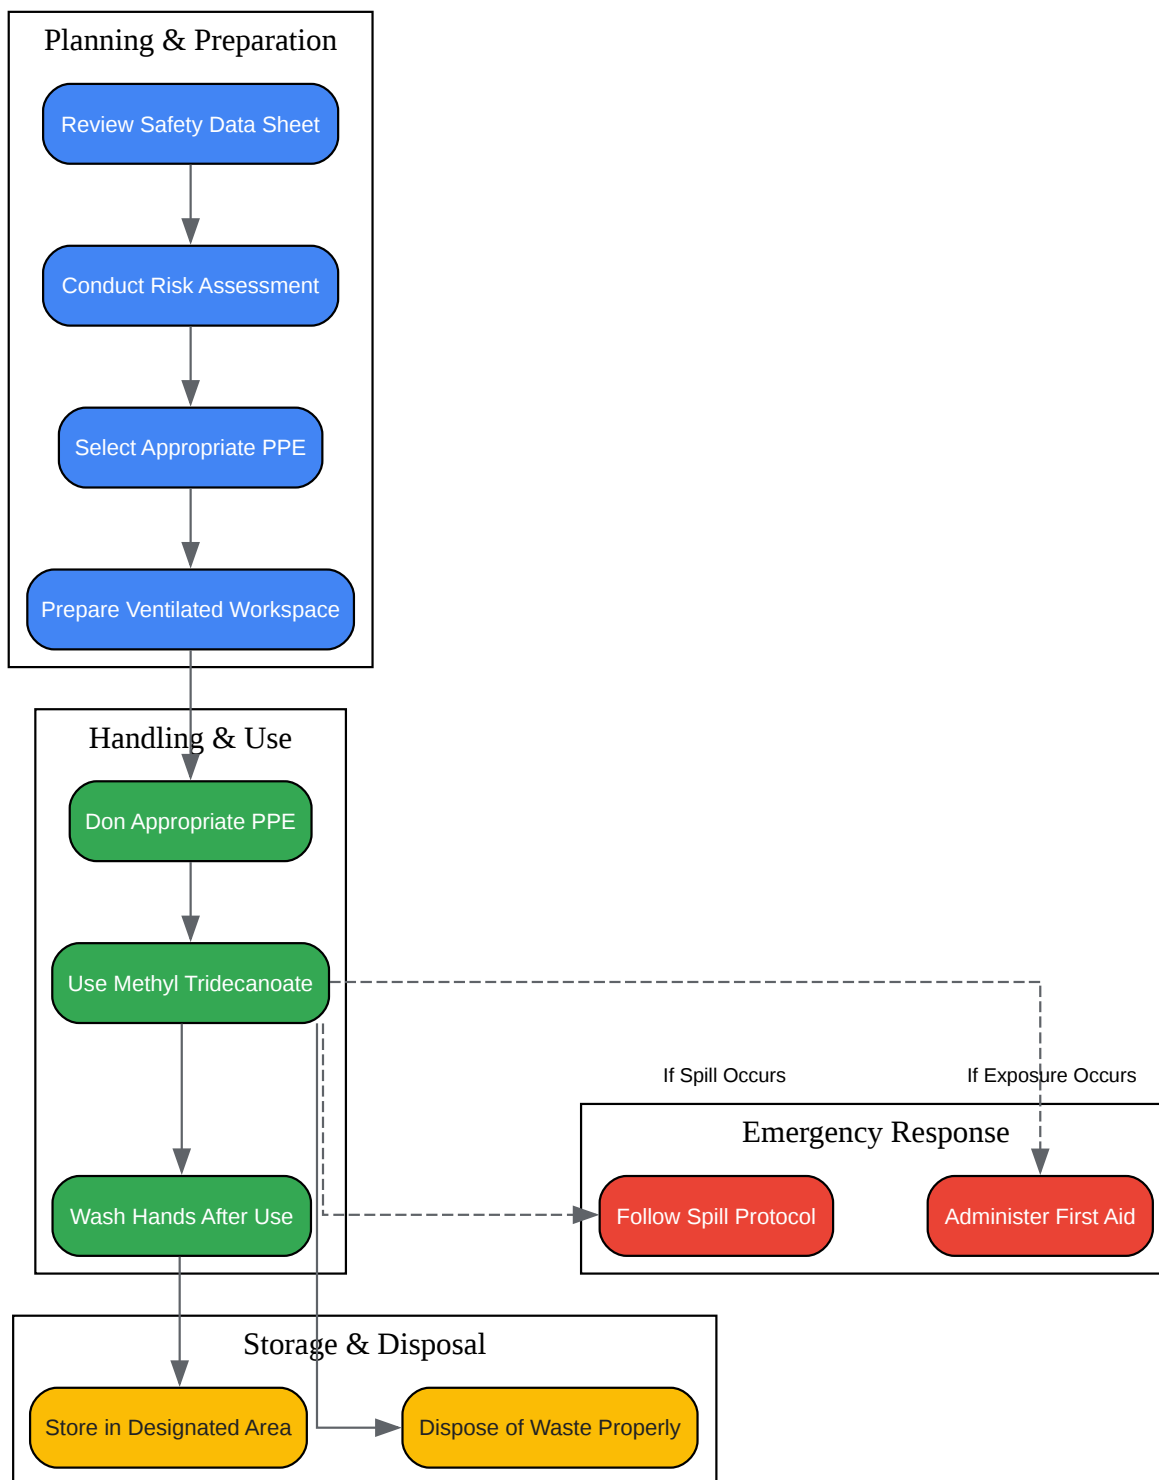 Planning & Preparation
Review Safety Data Sheet
Conduct Risk Assessment
Select Appropriate PPE
Prepare Ventilated Workspace
Handling & Use
Don Appropriate PPE
Use Methyl Tridecanoate
If Spill Occurs
If Exposure Occurs
Emergency Response
Wash Hands After Use
Follow Spill Protocol
Administer First Aid
Storage & Disposal
Store in Designated Area
Dispose of Waste Properly